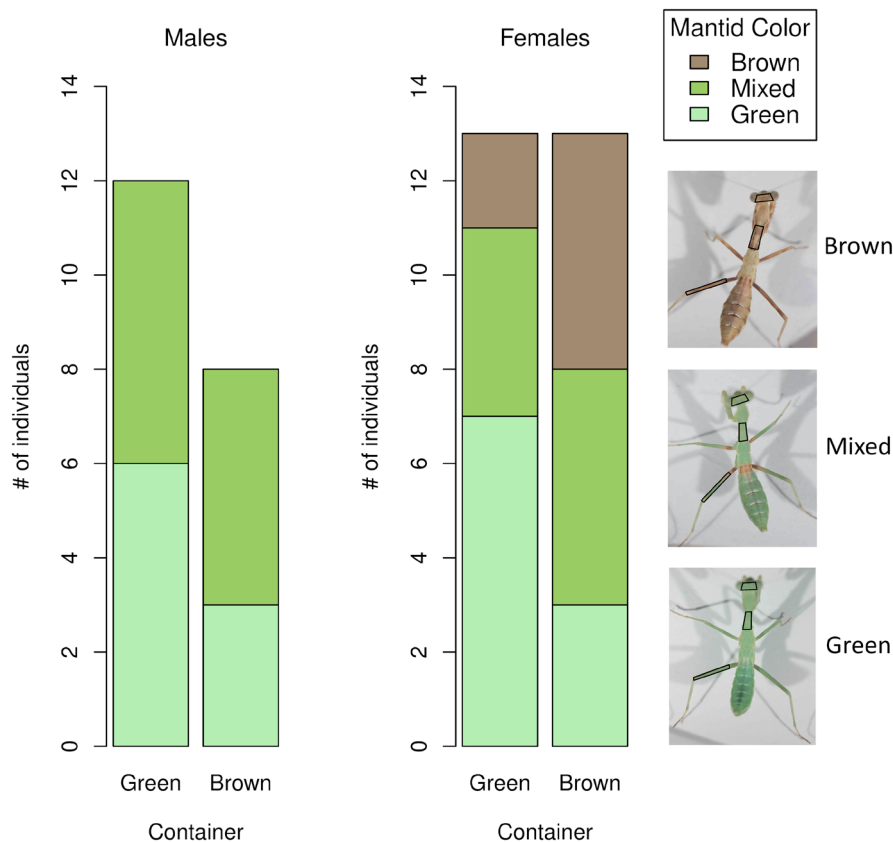 Males
# of individuals
0
2
4
6
8
10
12
14
Green Brown
Container
Females
# of individuals
0
2
4
6
8
10
12
14
Green Brown
Container
Mantid Color
Brown
Mixed
Green
Brown
Mixed
Green